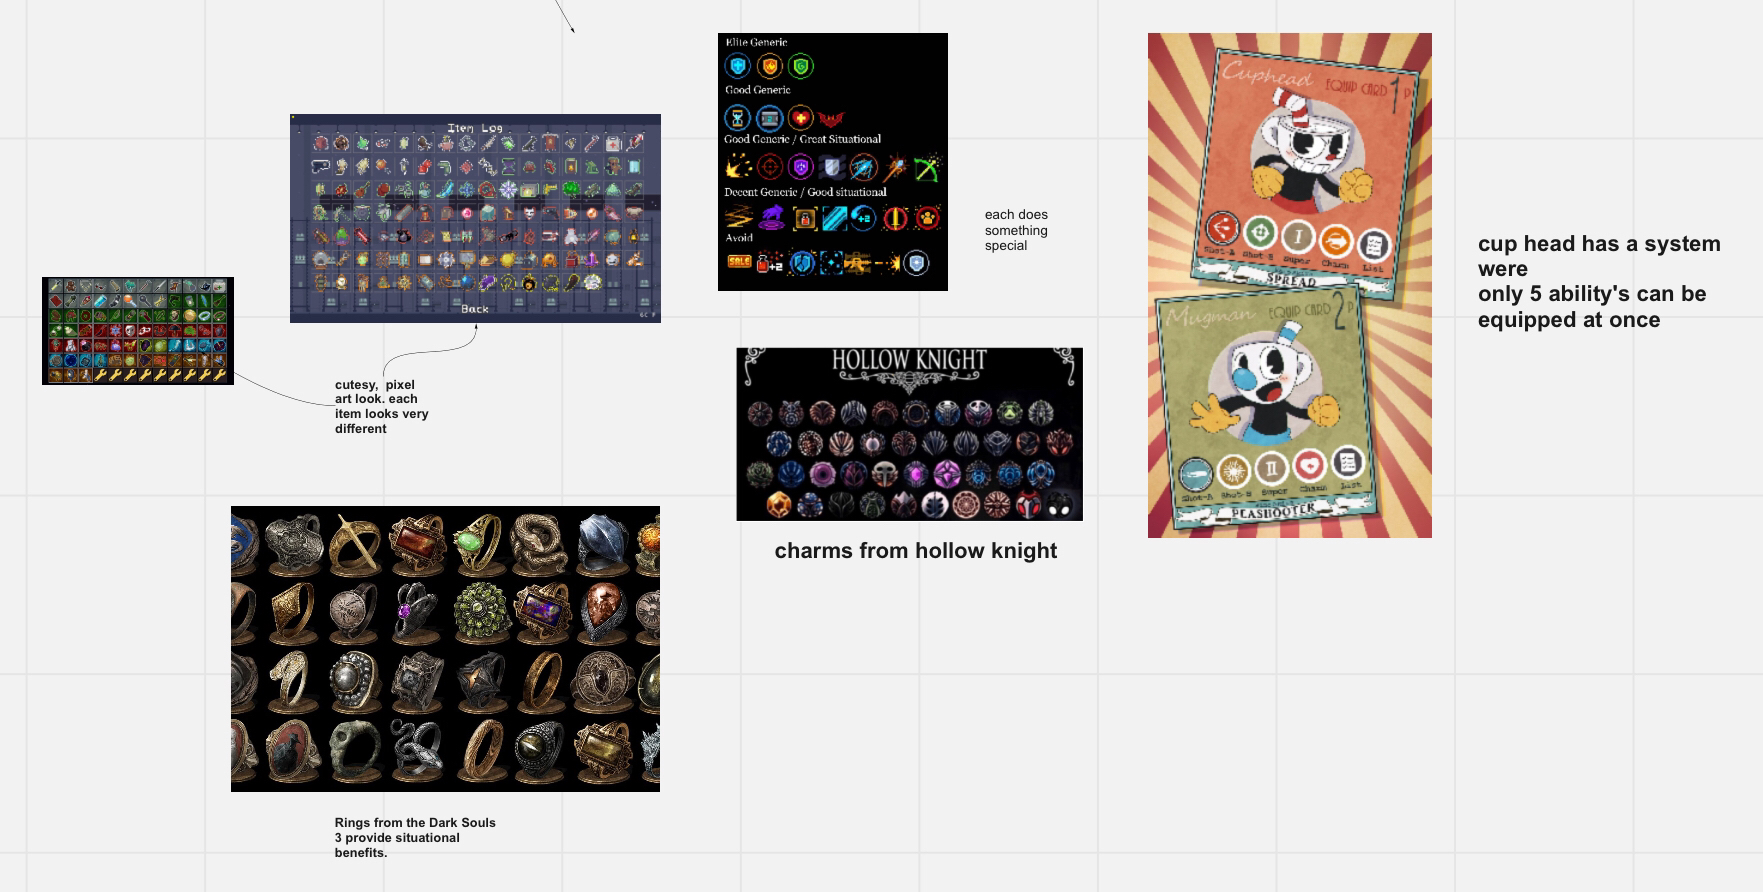 Item Log
Back
cutesy, pixel
art look. each
item looks very
different
Elite Generic
Good Generic
Good Generic / Great Situational
Decent Generic / Good situational
+2
Avoid
SALE
+2
each does
something
special
HOLLOW KNIGHT
charms from hollow knight
Cuphead
EQUIP CARD 1 P
I
Shot-A Shot-B Super Charm List
SPREAD
Mugman
EQUIP CARD 2 P
II
Shot-A Shot-B Super Charm List
PEASHOOTER
cup head has a system
were
only 5 ability's can be
equipped at once
Rings from the Dark Souls
3 provide situational
benefits.